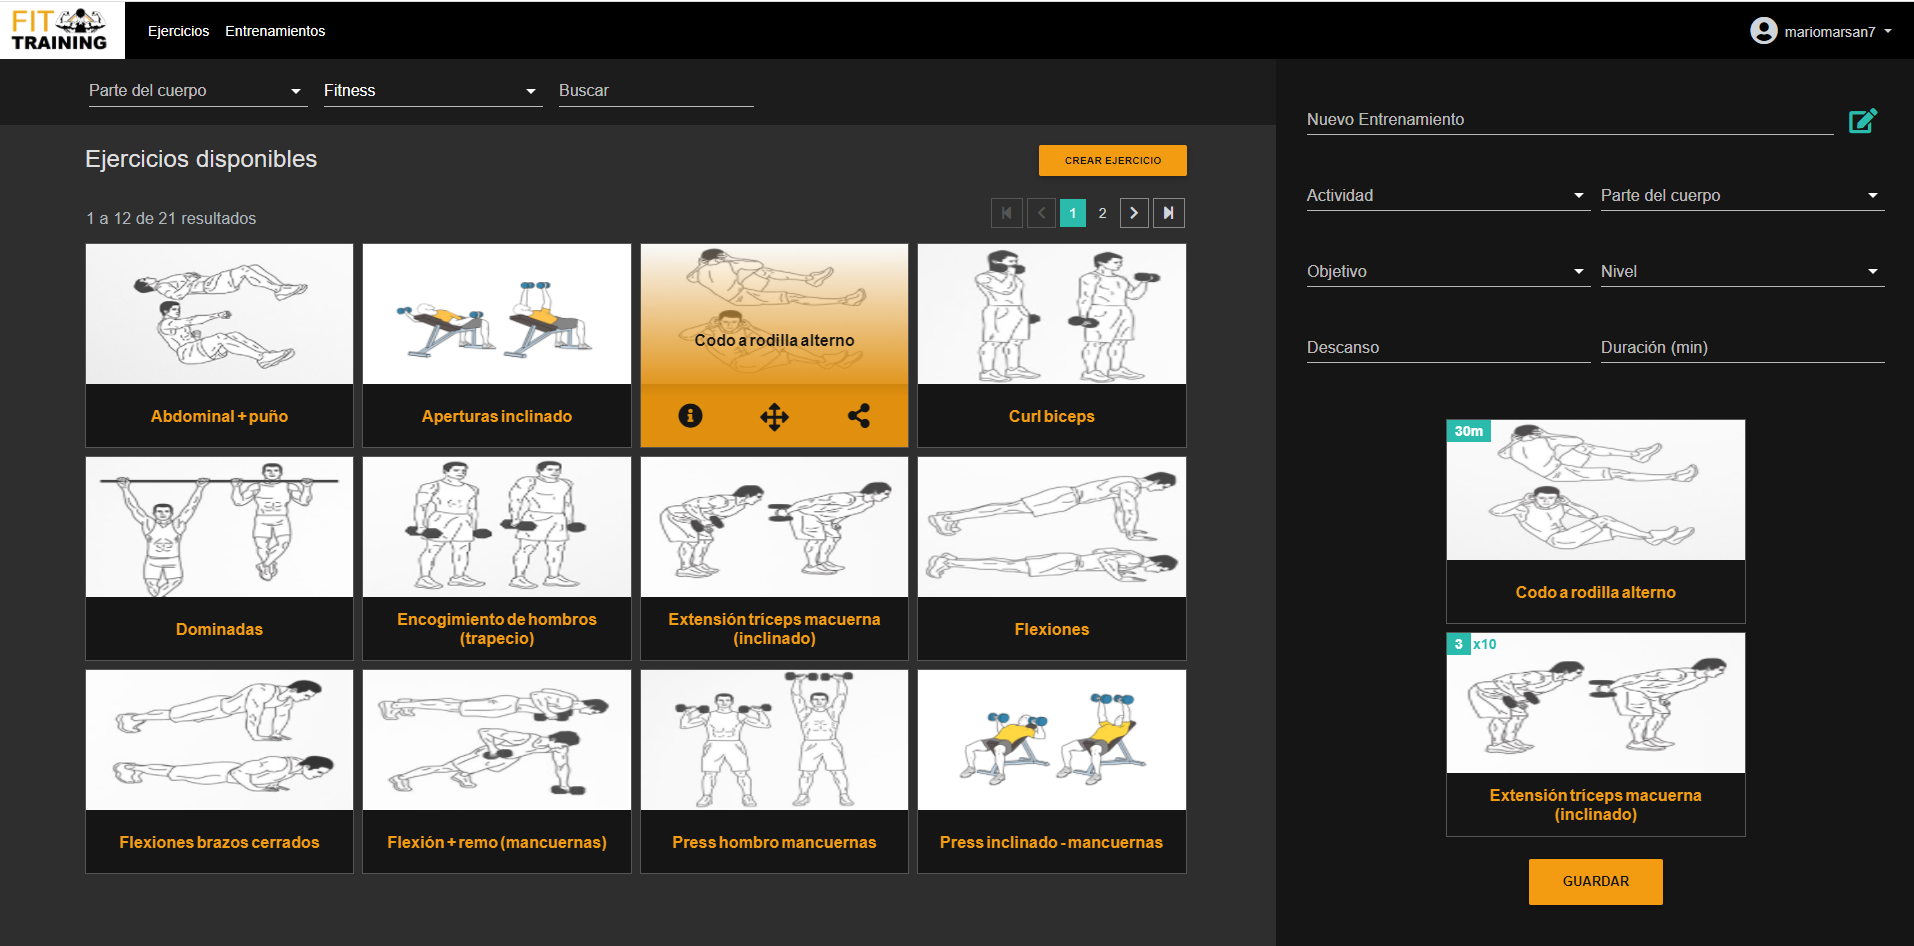 FIT
TRAINING
Ejercicios
Entrenamientos
mariomarsan7
Parte del cuerpo
Fitness
Buscar
Ejercicios disponibles
CREAR EJERCICIO
1 a 12 de 21 resultados
1
2
Codo a rodilla alterno
Abdominal + puño
Aperturas inclinado
Curl biceps
Dominadas
Encogimiento de hombros
(trapecio)
Extensión tríceps macuerna
(inclinado)
Flexiones
Flexiones brazos cerrados
Flexión + remo (mancuernas)
Press hombro mancuernas
Press inclinado - mancuernas
Nuevo Entrenamiento
Actividad
Parte del cuerpo
Objetivo
Nivel
Descanso
Duración (min)
30m
Codo a rodilla alterno
3 x10
Extensión tríceps macuerna
(inclinado)
GUARDAR